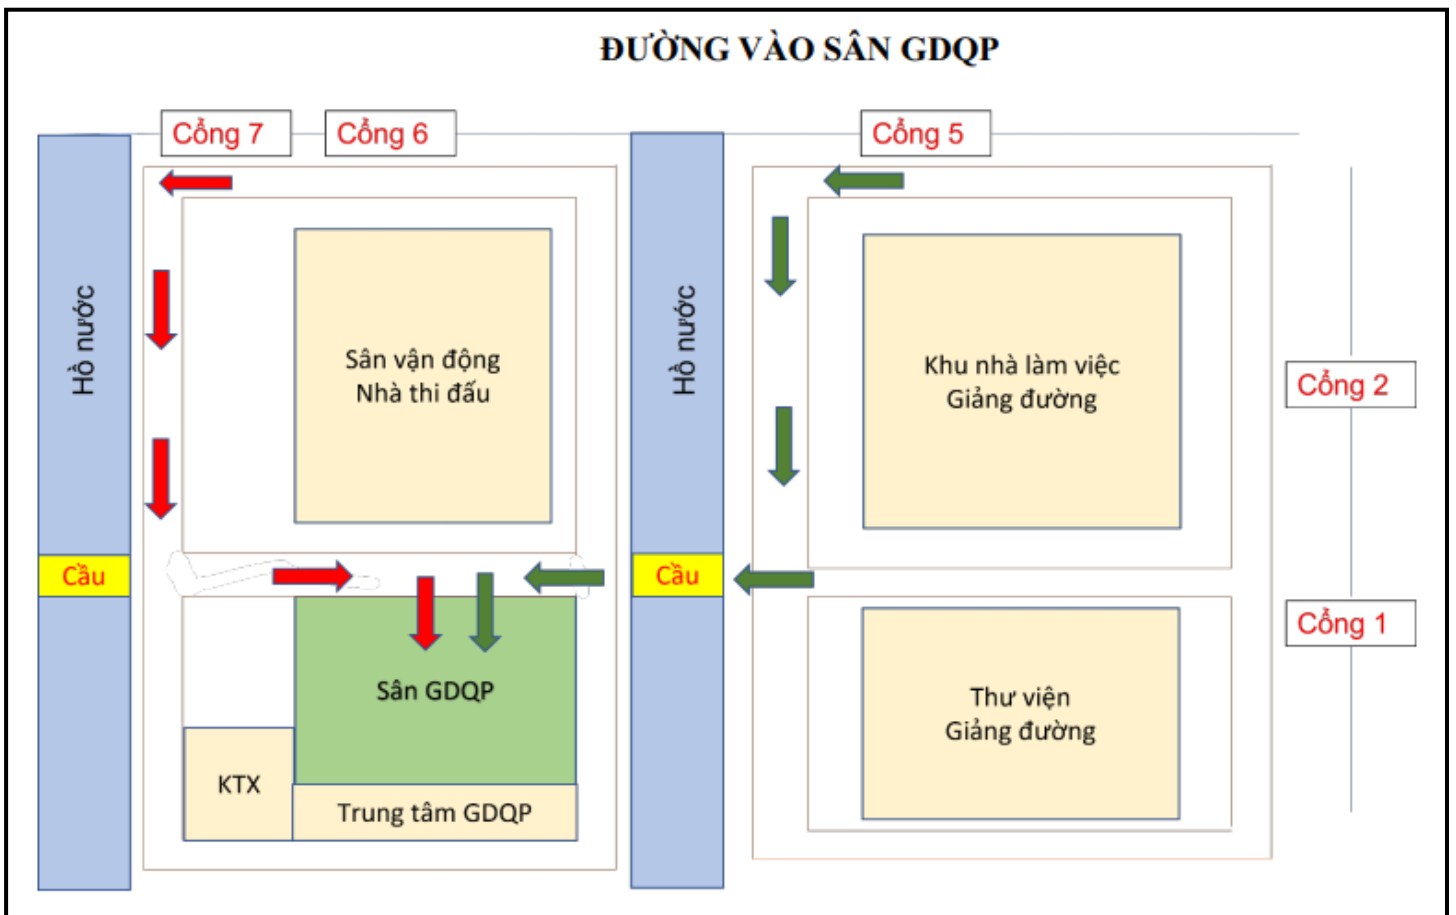 ĐƯỜNG VÀO SÂN GDQP
Cổng 7
Cổng 6
Cổng 5
Hồ nước
Sân vận động
Nhà thi đấu
Hồ nước
Khu nhà làm việc
Giảng đường
Cổng 2
Cầu
Cầu
Cổng 1
Sân GDQP
Thư viện
Giảng đường
KTX
Trung tâm GDQP